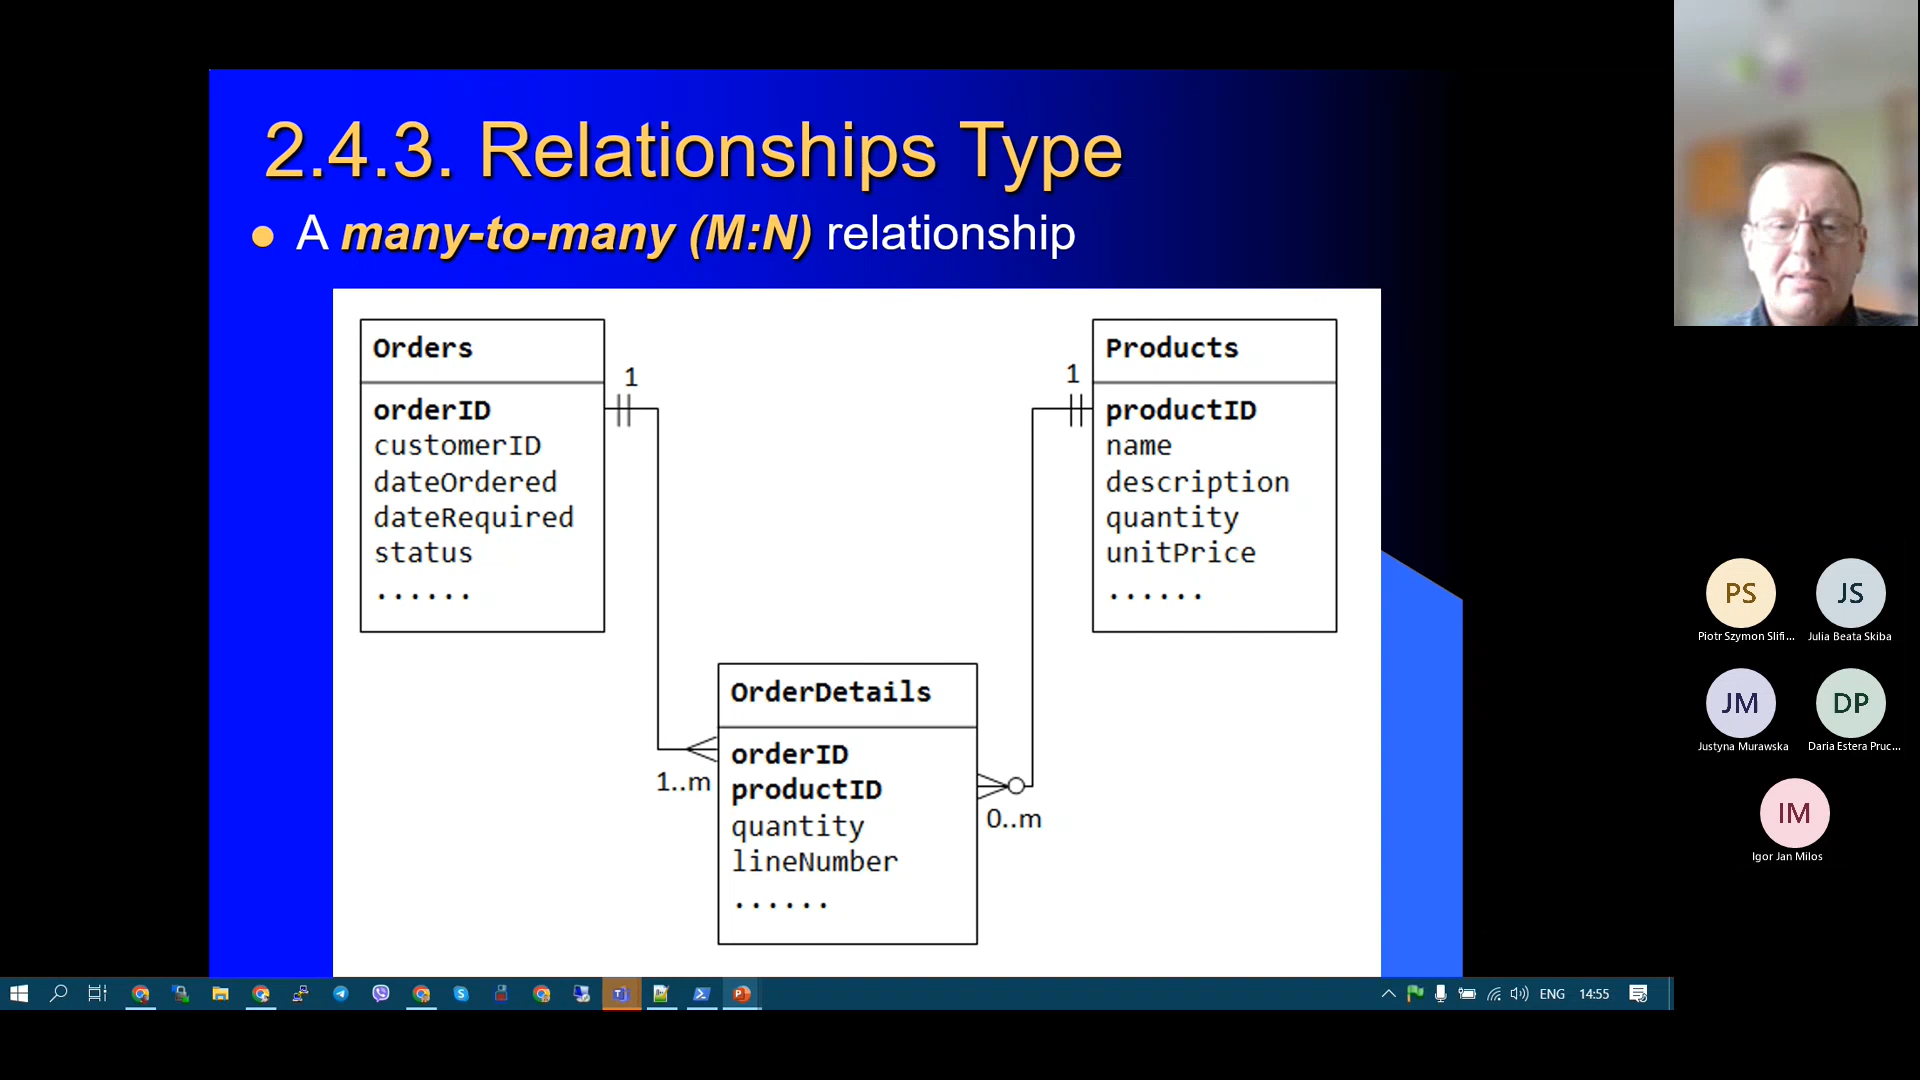 2.4.3. Relationships Type
A many-to-many (M:N) relationship
Orders
orderID
customerID
dateOrdered
dateRequired
status
......
1
1
Products
productID
name
description
quantity
unitPrice
......
OrderDetails
orderID
productID
quantity
lineNumber
......
1..m
0..m
PS
Piotr Szymon Slifi...
JS
Julia Beata Skiba
JM
Justyna Murawska
DP
Daria Estera Pruc...
IM
Igor Jan Milos
ENG
14:55